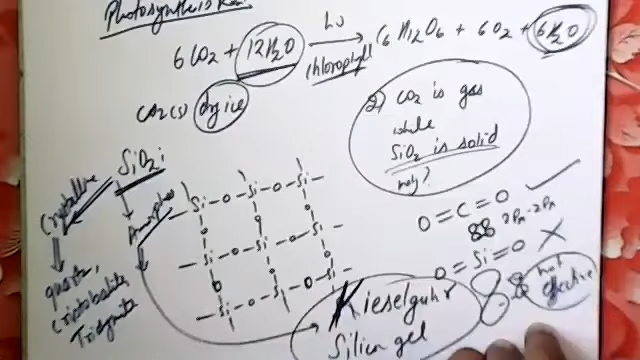 Photosynthesis Rea
6CO2 + 12H2O hν → C6H12O6 + 6O2 + 6H2O
chlorophyll
CO2(s) dry ice
2) CO2 is gas
while
SiO2 is solid
why?
SiO2:
Crystalline
Amorphous
quartz,
cristobalite,
Tridymite
– Si – O – Si – O – Si –
O O O
– Si – O – Si – O – Si –
O O O
– Si – O – Si – O – Si –
O=C=O ✓
2Pπ-2Pπ
O=Si=O ✗
not
effective
Kieselguhr
Silica gel